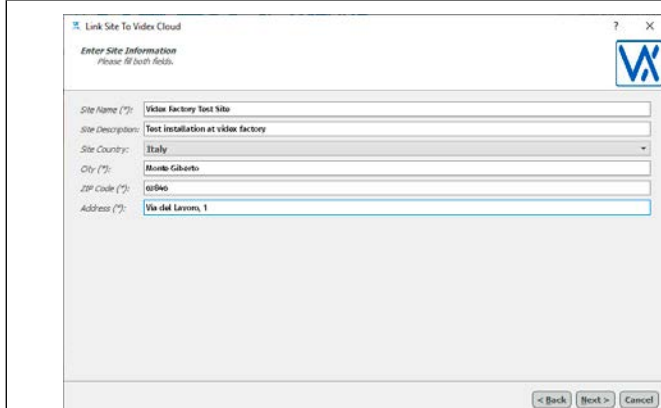 Link Site To Videx Cloud
? X
Enter Site Information
Please fill both fields.
Site Name (*): Videx Factory Test Site
Site Description: Test installation at videx factory
Site Country: Italy
City (*): Monte Giberto
ZIP Code (*): 63846
Address (*): Via del Lavoro, 1
< Back Next > Cancel